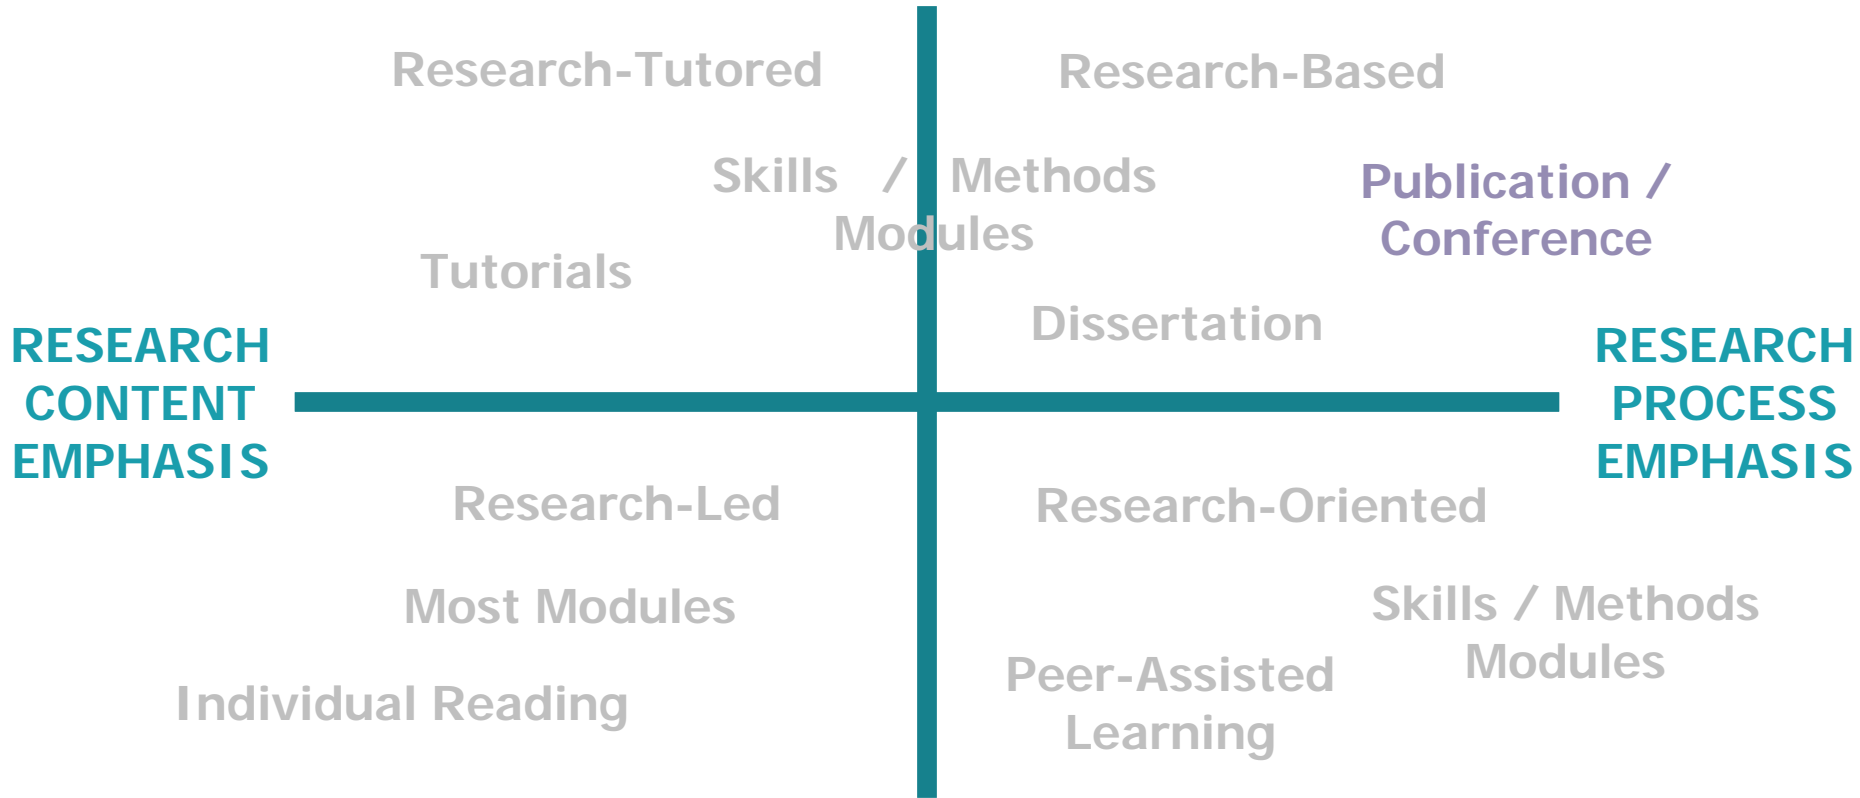 Research-Tutored
Research-Based
Skills / Methods
Modules
Publication /
Conference
Tutorials
Dissertation
RESEARCH
CONTENT
EMPHASIS
RESEARCH
PROCESS
EMPHASIS
Research-Led
Research-Oriented
Most Modules
Skills / Methods
Modules
Individual Reading
Peer-Assisted
Learning